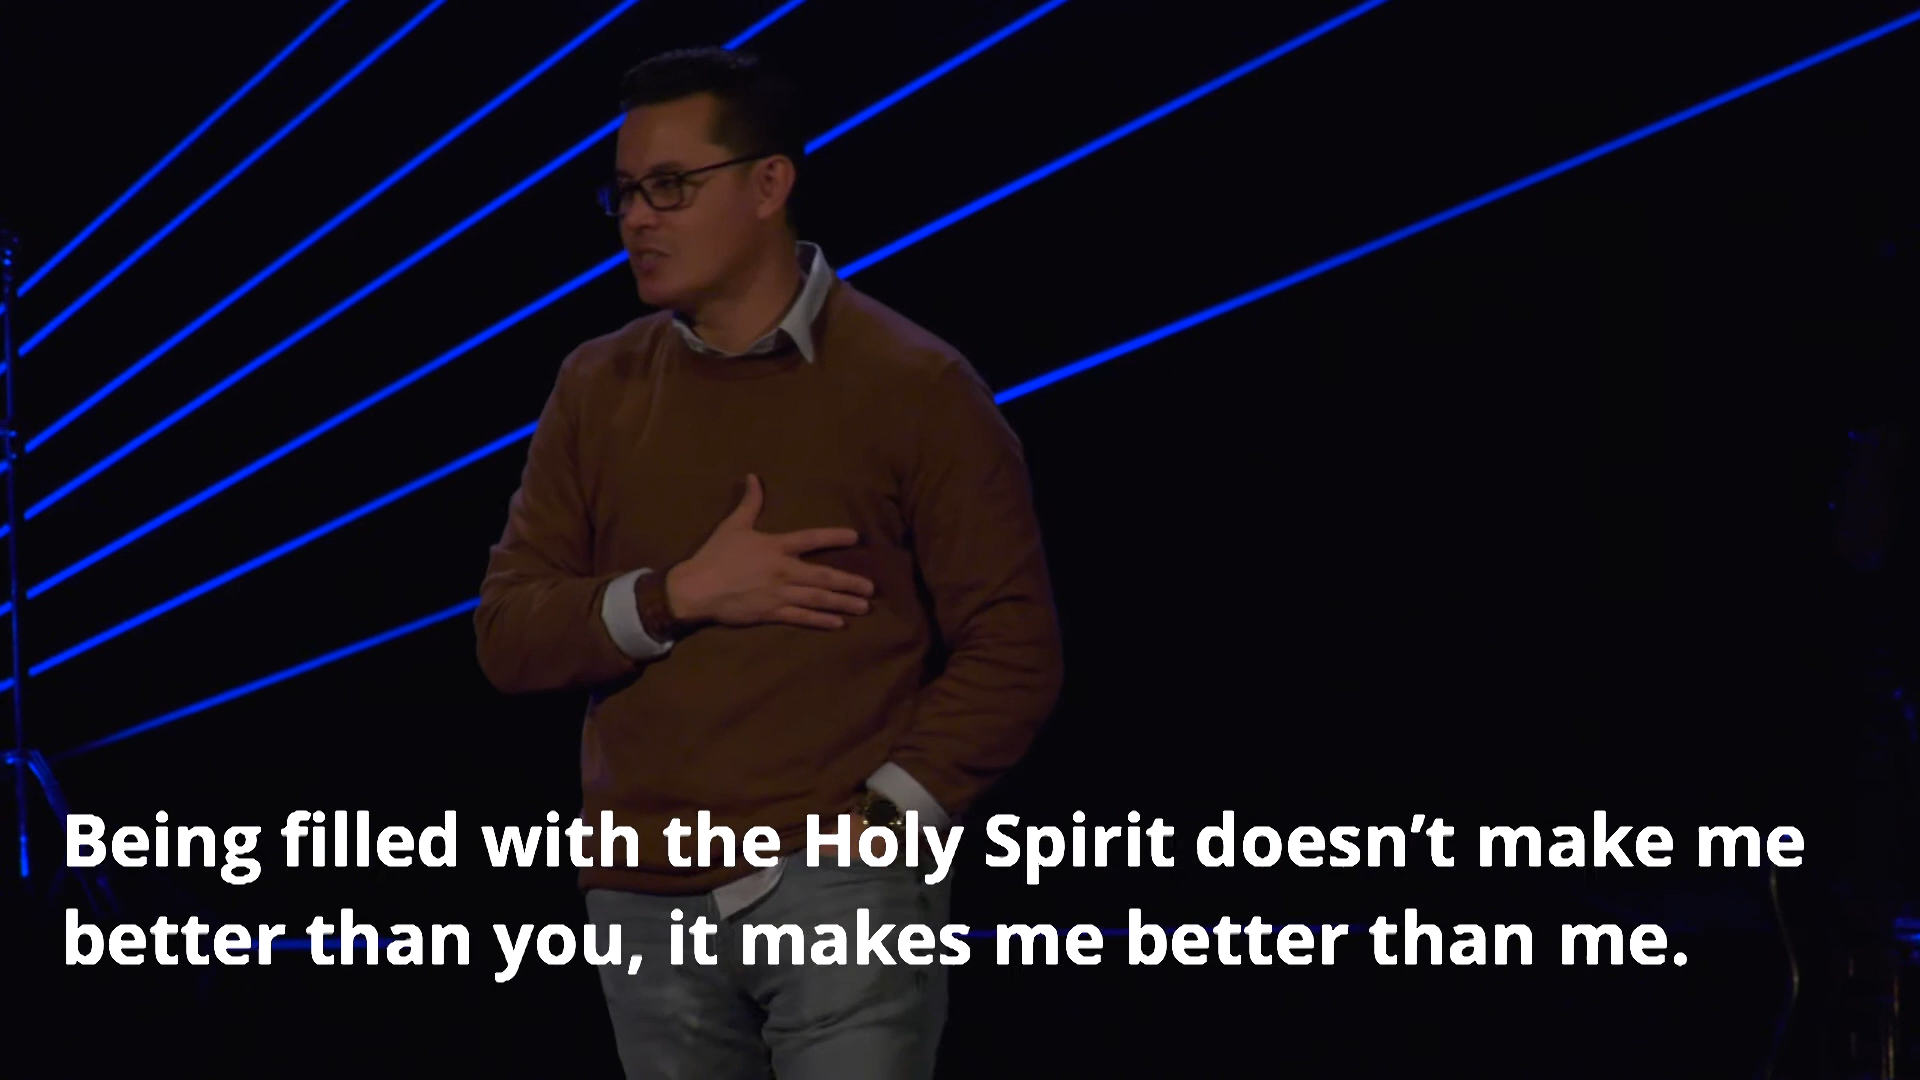 Being filled with the Holy Spirit doesn’t make me
better than you, it makes me better than me.